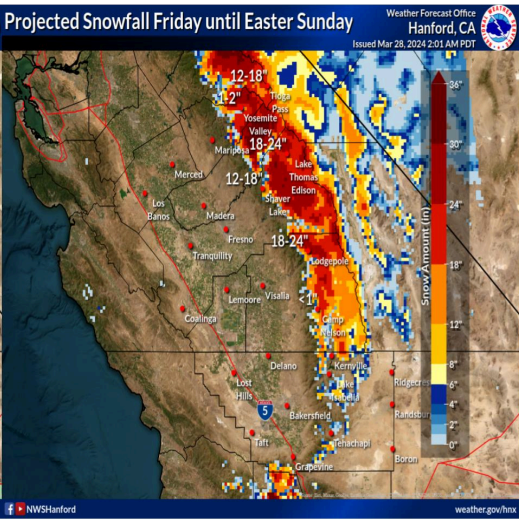 Projected Snowfall Friday until Easter Sunday
Weather Forecast Office
Hanford, CA
Issued Mar 28, 2024 2:01 AM PDT
12-18"
1-2"
Tioga
Pass
Yosemite
Valley
Mariposa
18-24"
Merced
Lake
Thomas
Edison
12-18"
Los
Banos
Madera
Shaver
Lake
Fresno
18-24"
Tranquility
Lodgepole
Lemoore
Visalia
<1"
Coalinga
Camp
Nelson
Delano
Kernville
Lost
Hills
Lake
Isabella
Ridgecres
5
Bakersfield
Randsbur
Taft
Tehachapi
Grapevine
Boron
Snow Amount (in)
36"
30"
24"
18"
12"
8"
6"
4"
2"
0"
NWSHanford
weather.gov/hnx